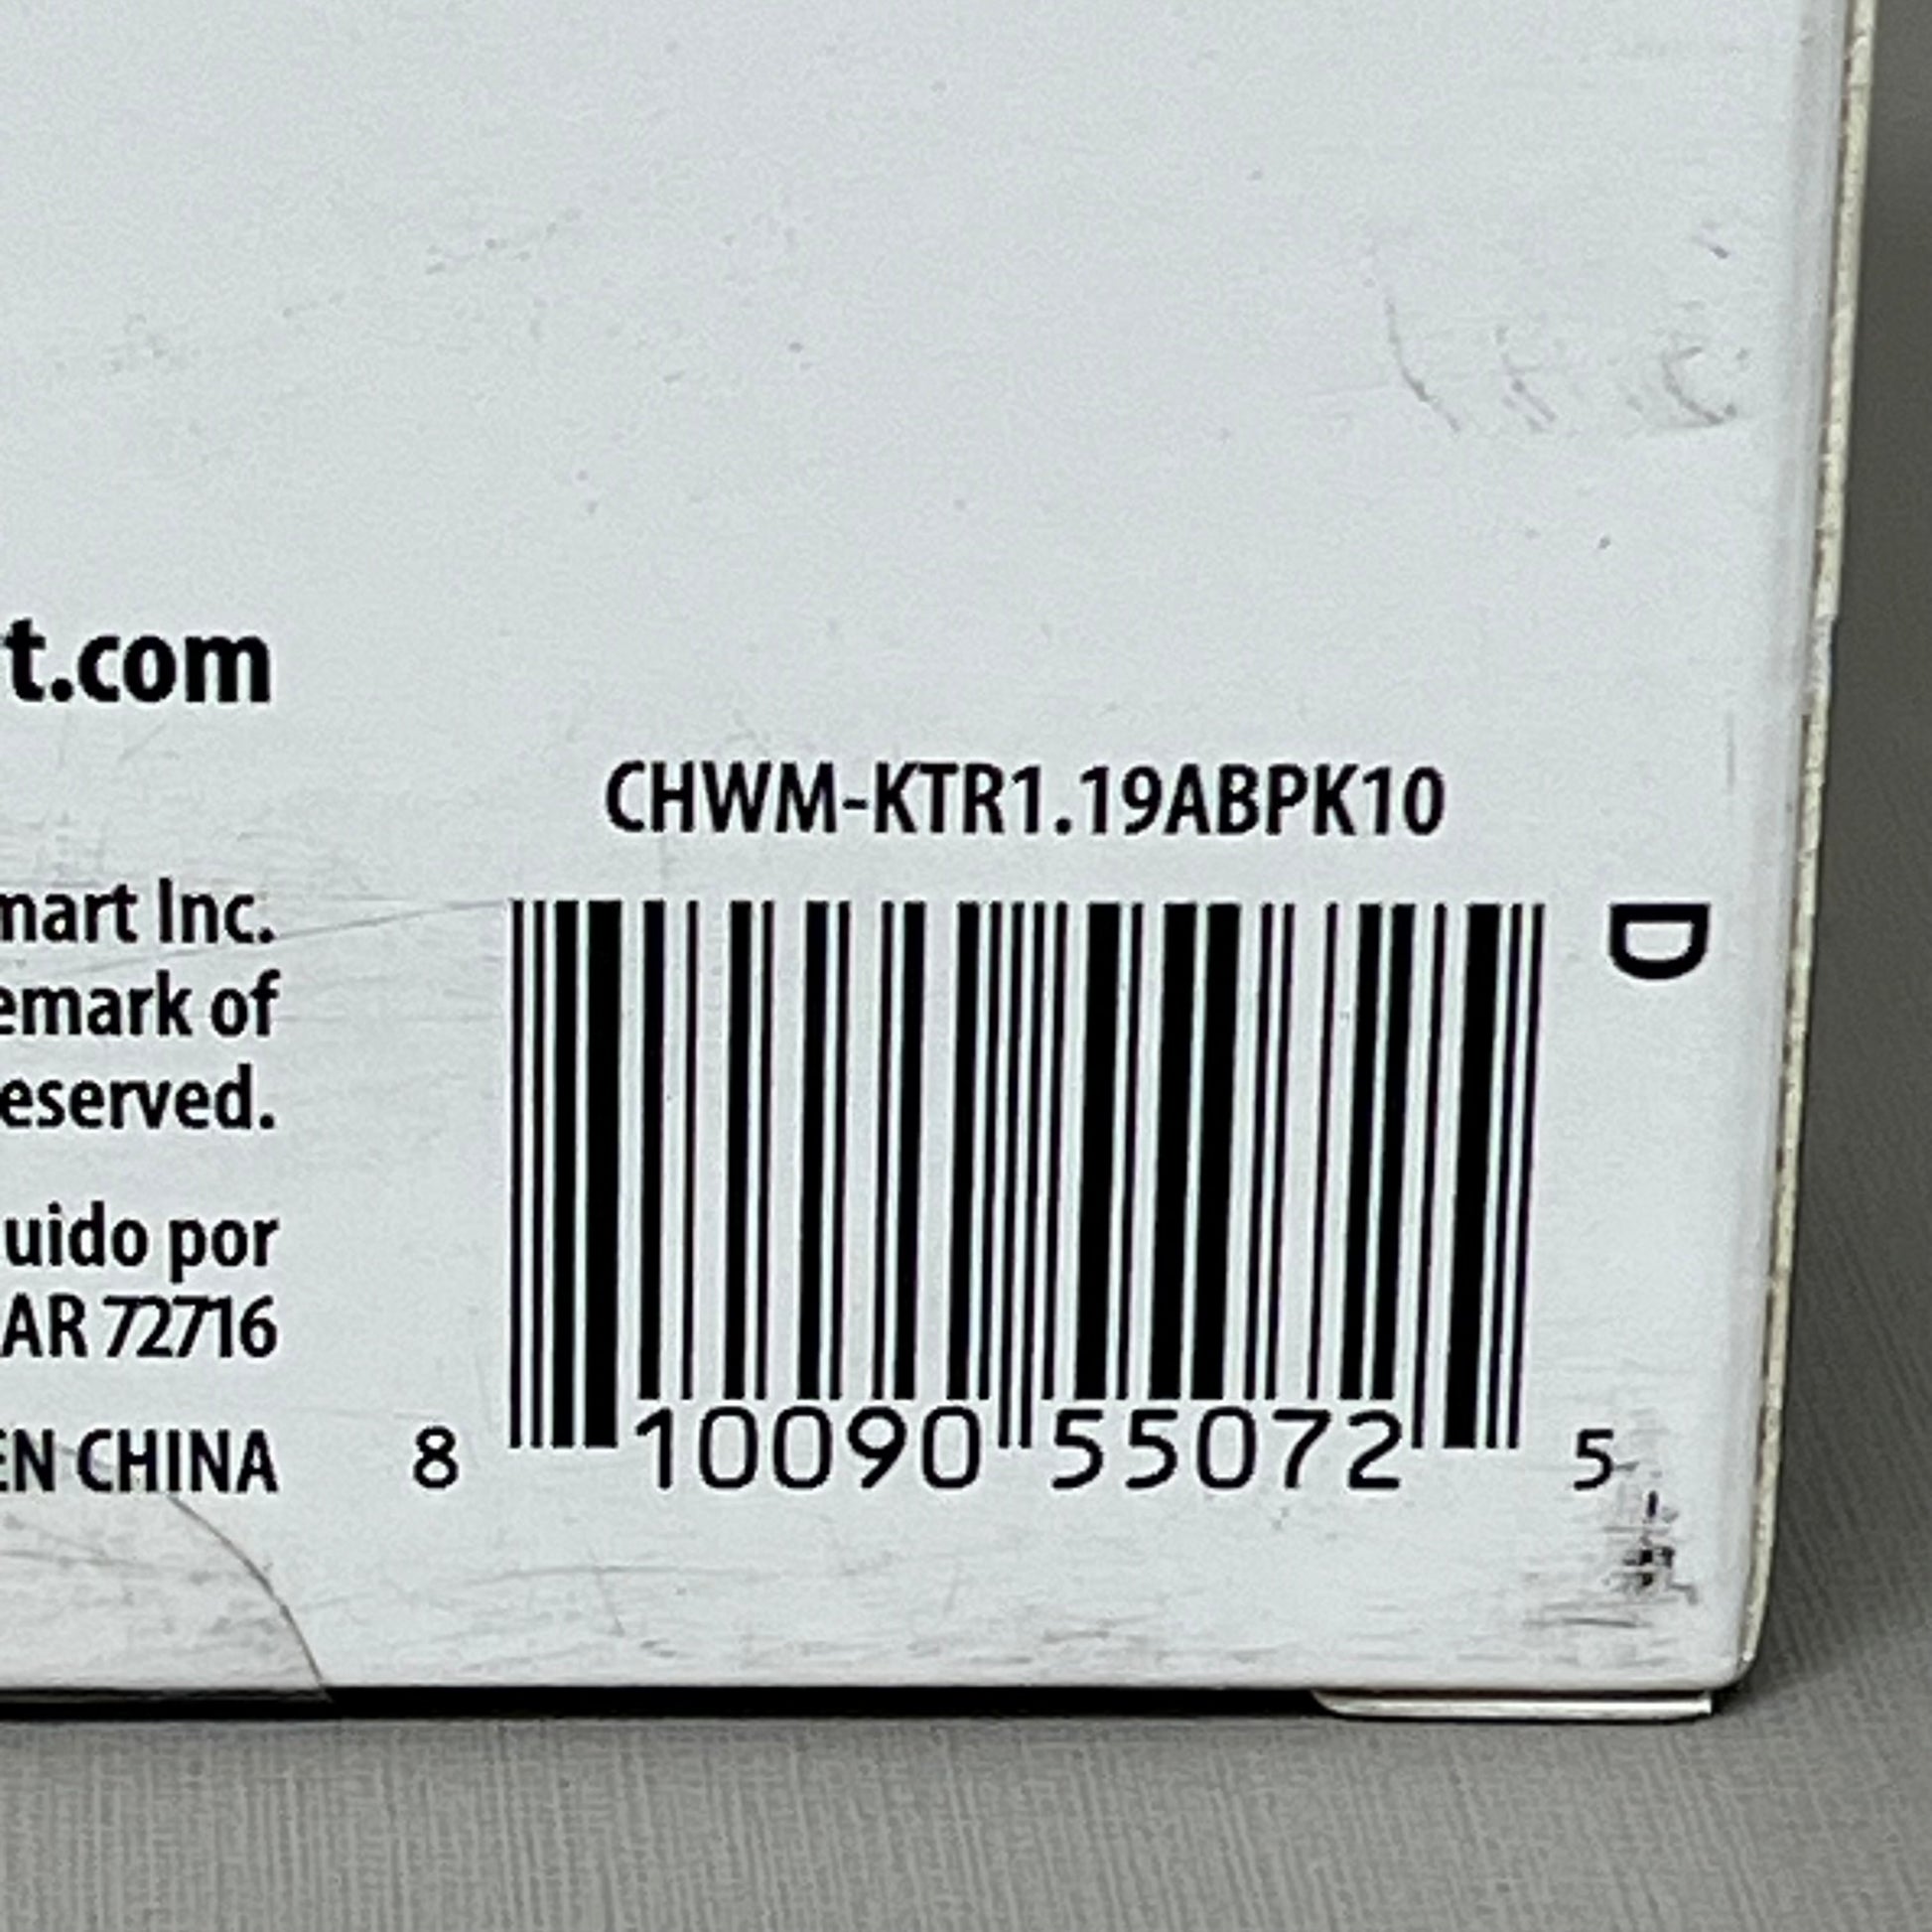 t.com
CHWM-KTR1.19ABPK10
D
mart Inc.
emark of
eserved.
uido por
AR 72716
EN CHINA
8 10090 55072 5